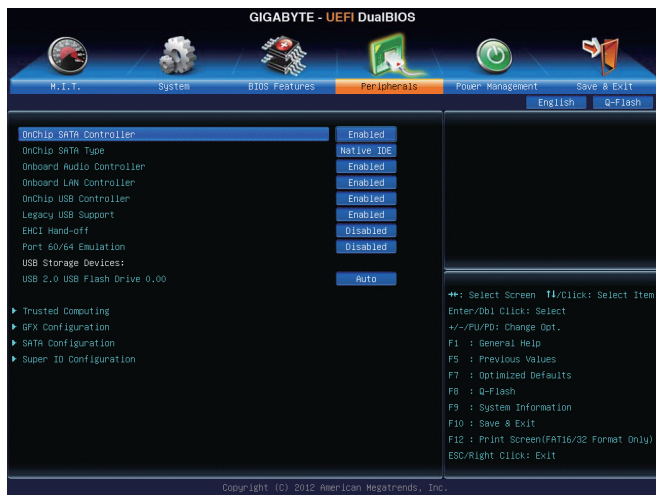 GIGABYTE - UEFI DualBIOS
M.I.T. System BIOS Features Peripherals Power Management Save & Exit
English Q-Flash
OnChip SATA Controller Enabled
OnChip SATA Type Native IDE
Onboard Audio Controller Enabled
Onboard LAN Controller Enabled
OnChip USB Controller Enabled
Legacy USB Support Enabled
EHCI Hand-off Disabled
Port 60/64 Emulation Disabled
USB Storage Devices:
USB 2.0 USB Flash Drive 0.00 Auto
Trusted Computing
GFX Configuration
SATA Configuration
Super IO Configuration
→←: Select Screen ↑↓/Click: Select Item
Enter/Dbl Click: Select
+/-/PU/PD: Change Opt.
F1 : General Help
F5 : Previous Values
F7 : Optimized Defaults
F8 : Q-Flash
F9 : System Information
F10 : Save & Exit
F12 : Print Screen(FAT16/32 Format Only)
ESC/Right Click: Exit
Copyright (C) 2012 American Megatrends, Inc.